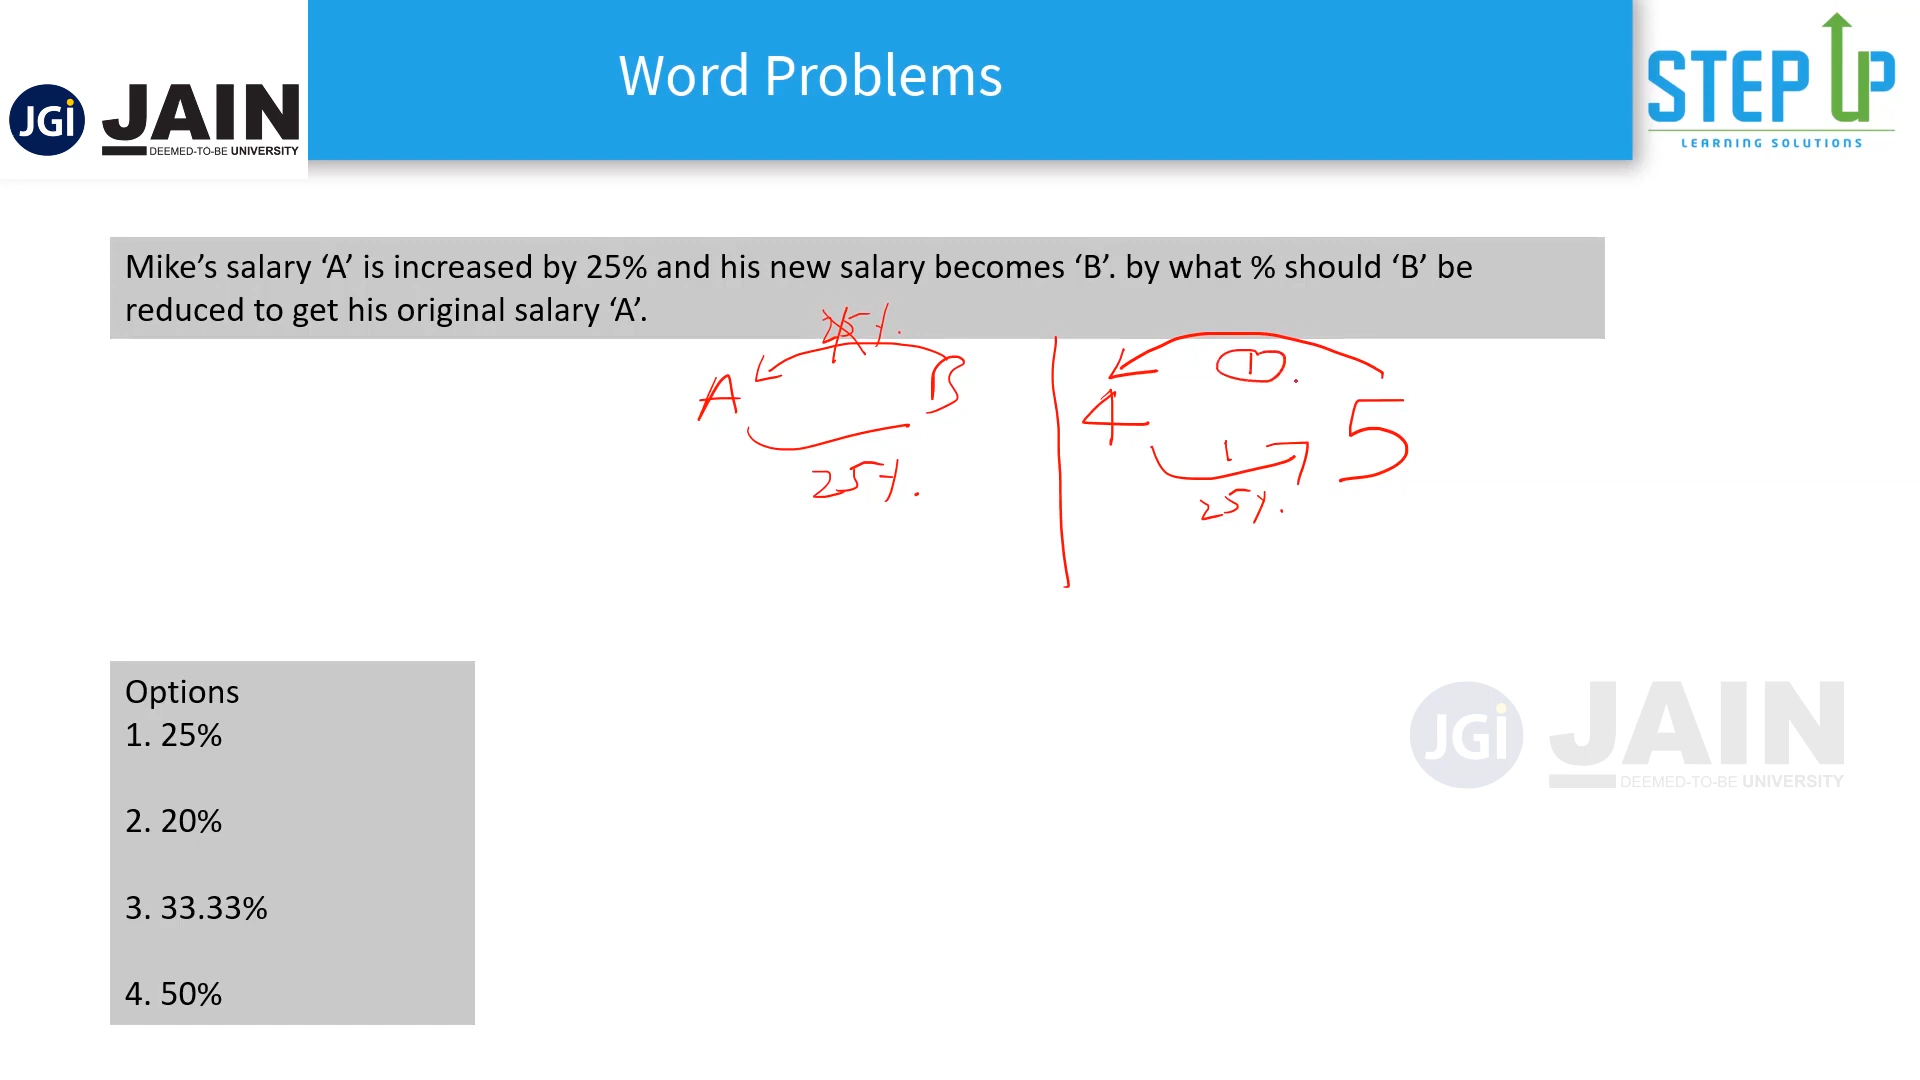 Word Problems
JGi JAIN
DEEMED-TO-BE UNIVERSITY
STEP UP
LEARNING SOLUTIONS
Mike’s salary ‘A’ is increased by 25% and his new salary becomes ‘B’. by what % should ‘B’ be
reduced to get his original salary ‘A’.
25%.
A B
25%.
1
4 5
1
25%.
Options
1. 25%
2. 20%
3. 33.33%
4. 50%
JGi JAIN
DEEMED-TO-BE UNIVERSITY